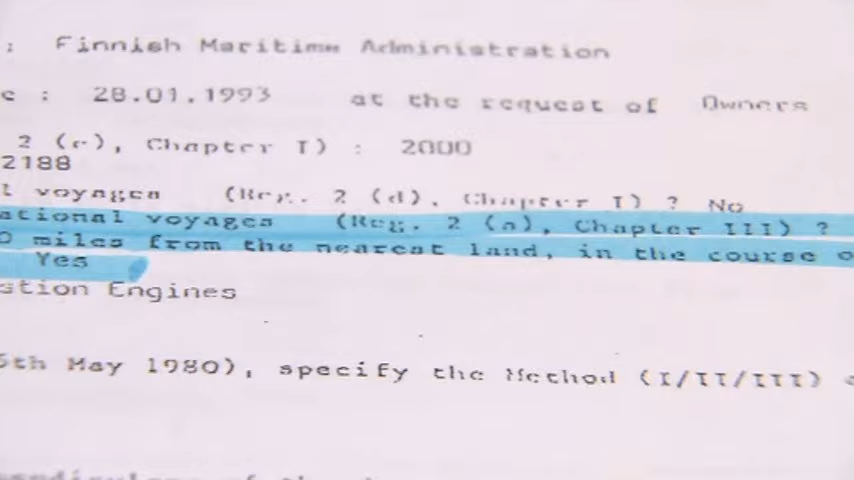 : Finnish Maritime Administration
e : 28.01.1993 at the request of Owners
2 (e), Chapter I) : 2000
2188
l voyages (Reg. 2 (d), Chapter I) ? No
ational voyages (Reg. 2 (a), Chapter III) ?
0 miles from the nearest land, in the course o
Yes
stion Engines
5th May 1980), specify the Method (I/II/III)